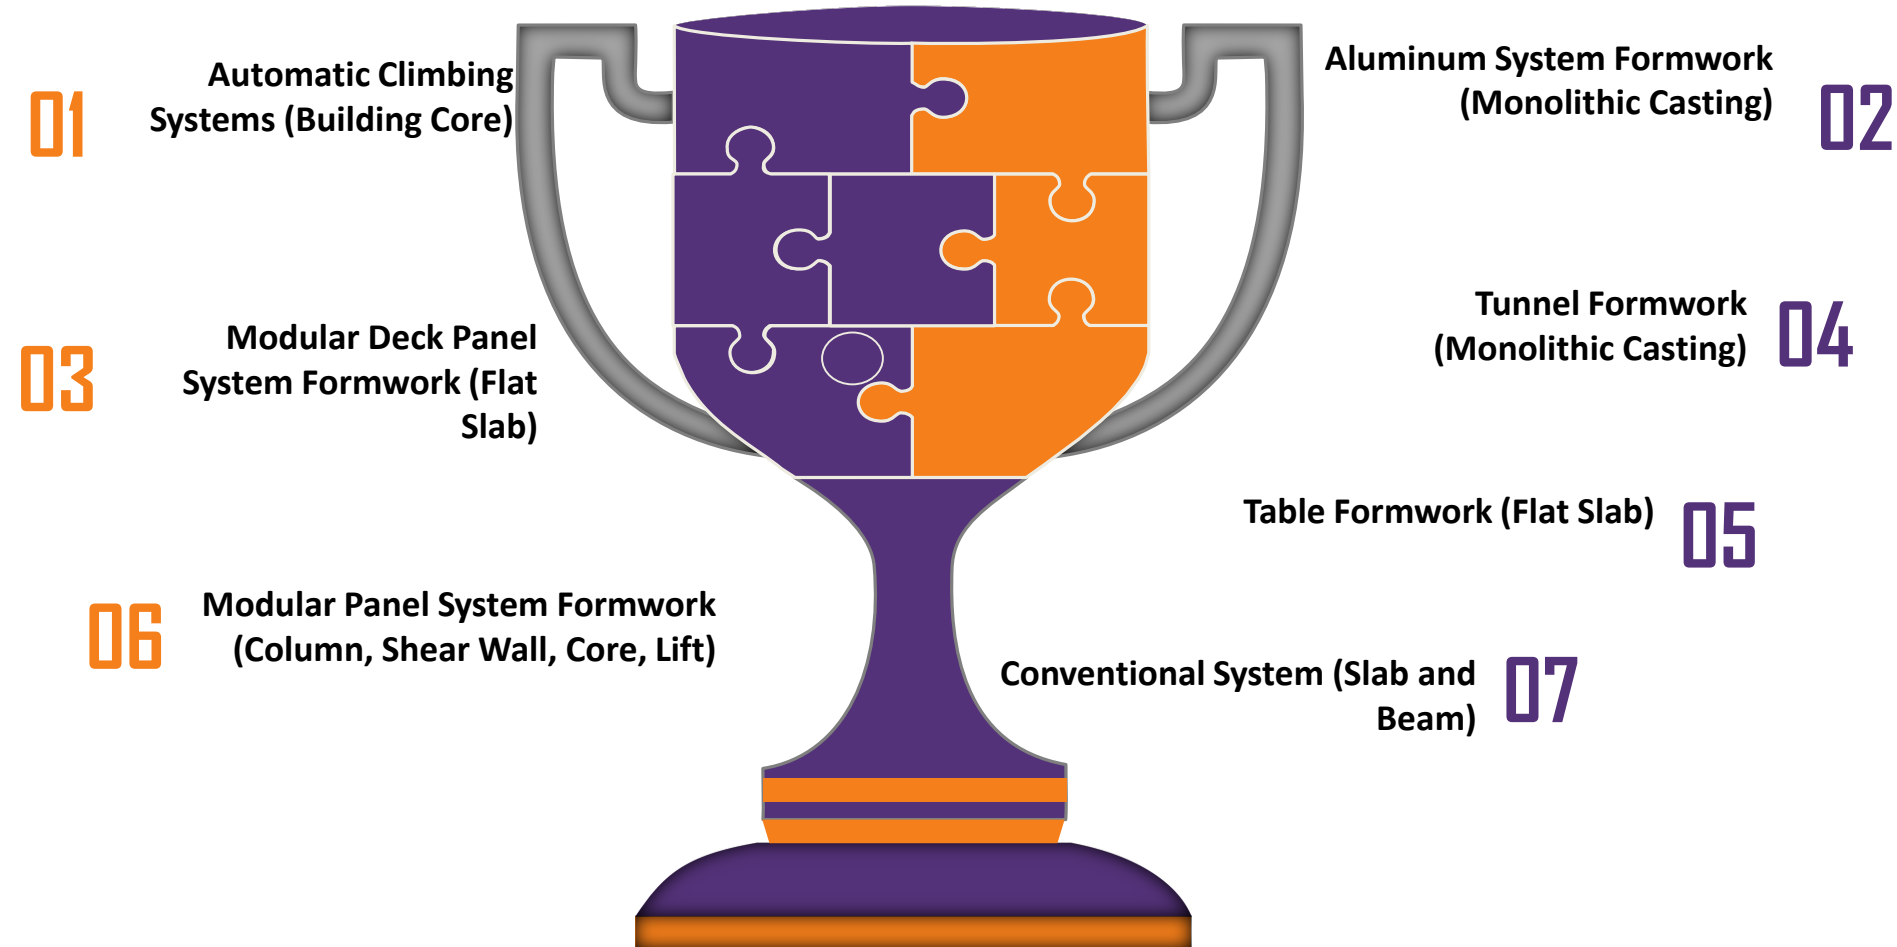 01
Automatic Climbing
Systems (Building Core)
Aluminum System Formwork
(Monolithic Casting)
02
03
Modular Deck Panel
System Formwork (Flat
Slab)
Tunnel Formwork
(Monolithic Casting)
04
Table Formwork (Flat Slab)
05
06
Modular Panel System Formwork
(Column, Shear Wall, Core, Lift)
Conventional System (Slab and
Beam)
07